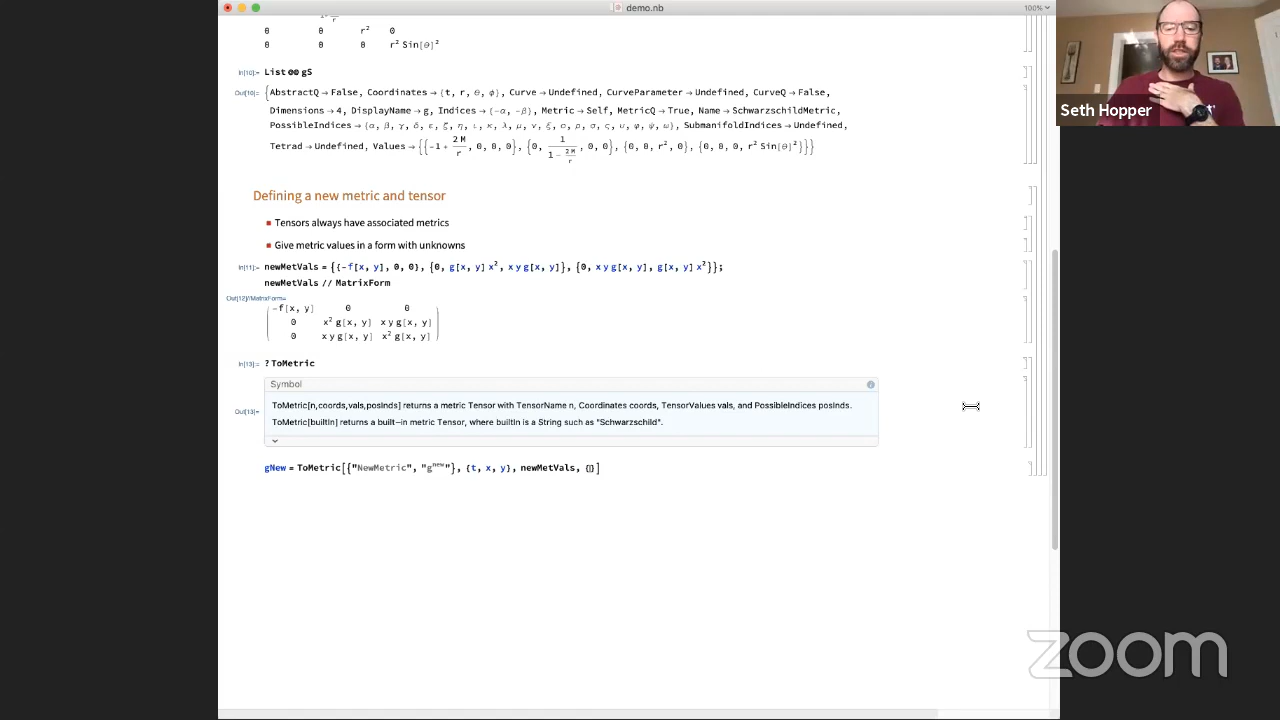 demo.nb
100%
0 0 r² 0
0 0 0 r² Sin[θ]²
In[10]:= List @@ gS
Out[10]= {AbstractQ → False, Coordinates → {t, r, θ, φ}, Curve → Undefined, CurveParameter → Undefined, CurveQ → False,
Dimensions → 4, DisplayName → g, Indices → {-α, -β}, Metric → Self, MetricQ → True, Name → SchwarzschildMetric,
PossibleIndices → {α, β, γ, δ, ε, ζ, η, ι, κ, λ, μ, ν, ξ, ο, ρ, σ, ς, υ, φ, ψ, ω}, SubmanifoldIndices → Undefined,
Tetrad → Undefined, Values → {{-1 + 2 M/r, 0, 0, 0}, {0, 1/(1 - 2 M/r), 0, 0}, {0, 0, r², 0}, {0, 0, 0, r² Sin[θ]²}}}
Defining a new metric and tensor
Tensors always have associated metrics
Give metric values in a form with unknowns
In[11]:= newMetVals = {{-f[x, y], 0, 0}, {0, g[x, y] x², x y g[x, y]}, {0, x y g[x, y], g[x, y] x²}};
newMetVals // MatrixForm
Out[12]//MatrixForm=
-f[x, y] 0 0
0 x² g[x, y] x y g[x, y]
0 x y g[x, y] x² g[x, y]
In[13]:= ? ToMetric
Symbol
Out[13]= ToMetric[n,coords,vals,posInds] returns a metric Tensor with TensorName n, Coordinates coords, TensorValues vals, and PossibleIndices posInds.
ToMetric[builtIn] returns a built-in metric Tensor, where builtIn is a String such as "Schwarzschild".
gNew = ToMetric[{"NewMetric", "g^new"}, {t, x, y}, newMetVals, {}]
Seth Hopper
zoom